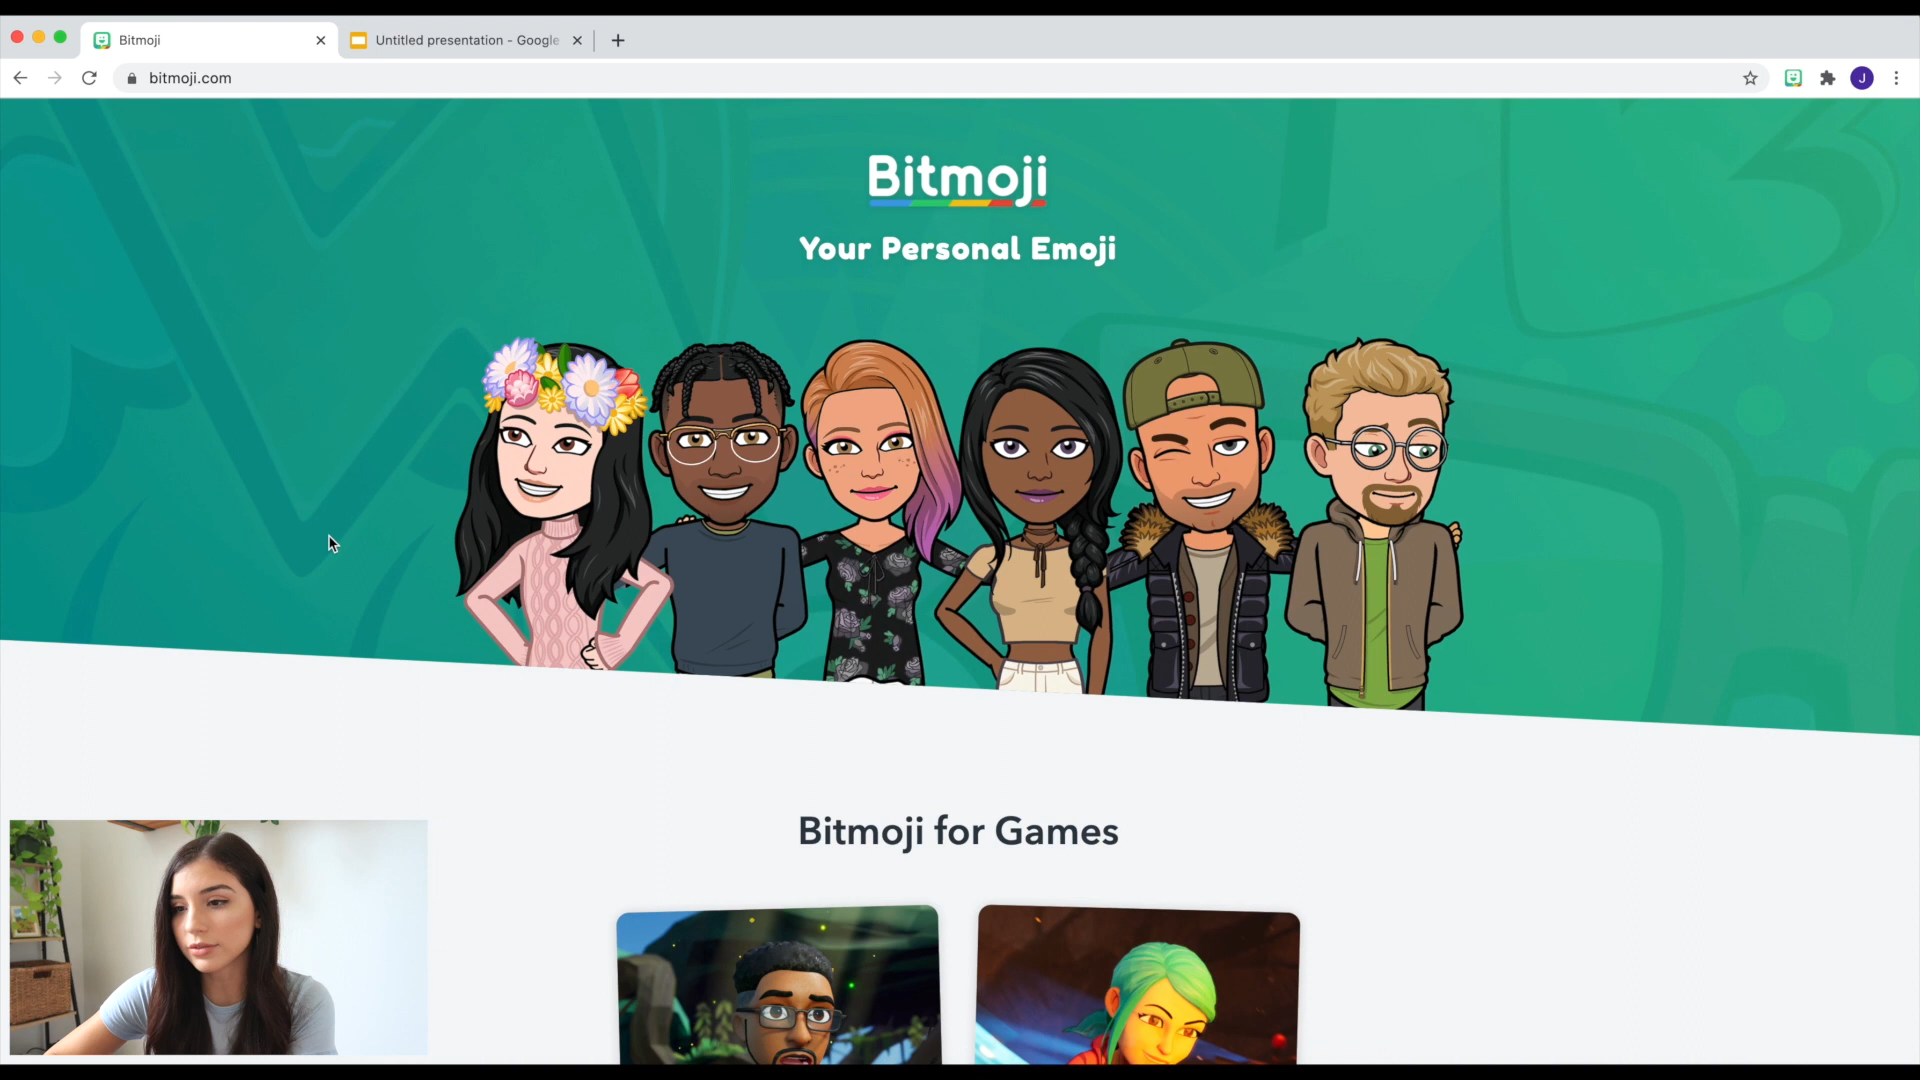 Bitmoji
Untitled presentation - Google
bitmoji.com
J
Bitmoji
Your Personal Emoji
Bitmoji for Games